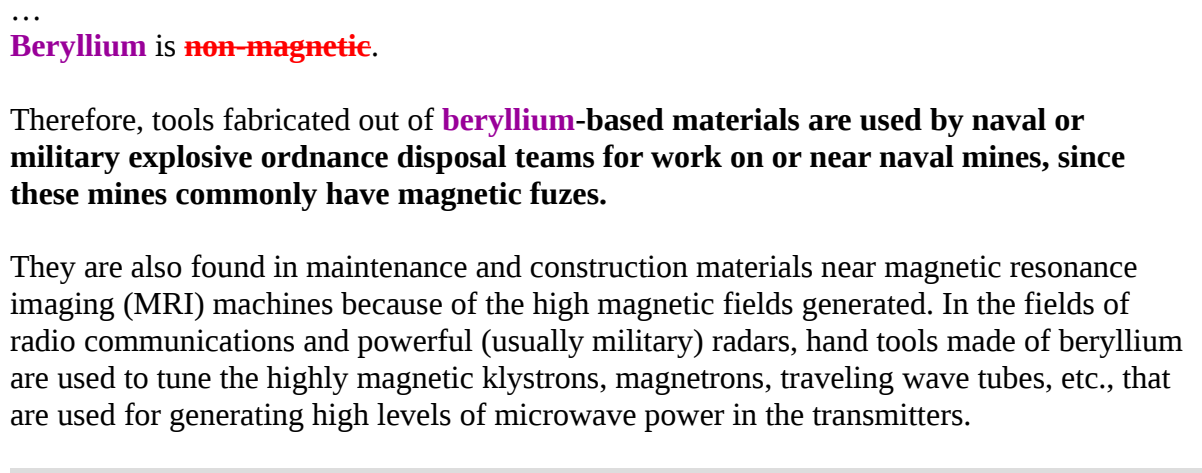 …
Beryllium is non-magnetic.
Therefore, tools fabricated out of beryllium-based materials are used by naval or
military explosive ordnance disposal teams for work on or near naval mines, since
these mines commonly have magnetic fuzes.
They are also found in maintenance and construction materials near magnetic resonance
imaging (MRI) machines because of the high magnetic fields generated. In the fields of
radio communications and powerful (usually military) radars, hand tools made of beryllium
are used to tune the highly magnetic klystrons, magnetrons, traveling wave tubes, etc., that
are used for generating high levels of microwave power in the transmitters.